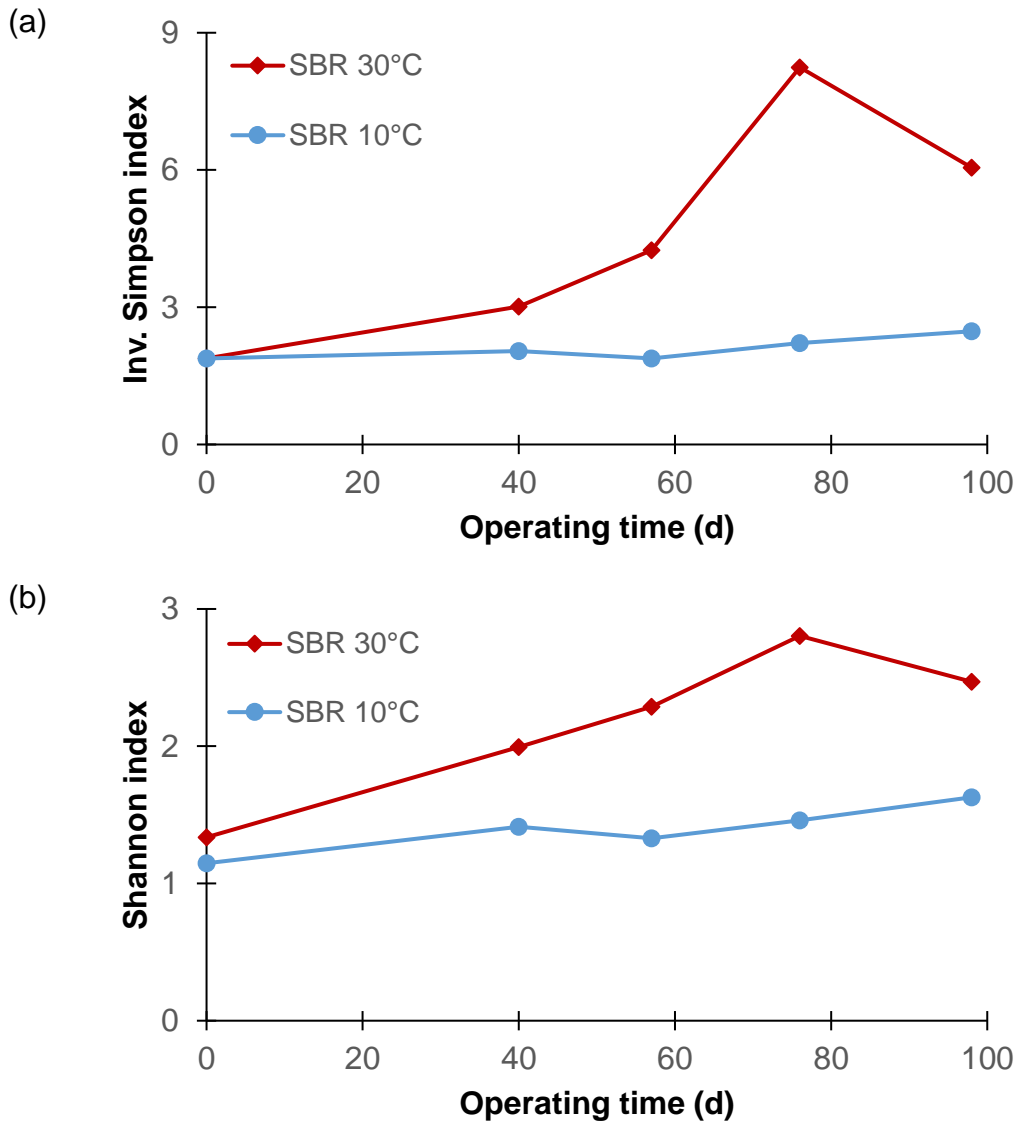 (a)
9
6
3
0
Inv. Simpson index
SBR 30°C
SBR 10°C
0 20 40 60 80 100
Operating time (d)
(b)
3
2
1
0
Shannon index
SBR 30°C
SBR 10°C
0 20 40 60 80 100
Operating time (d)